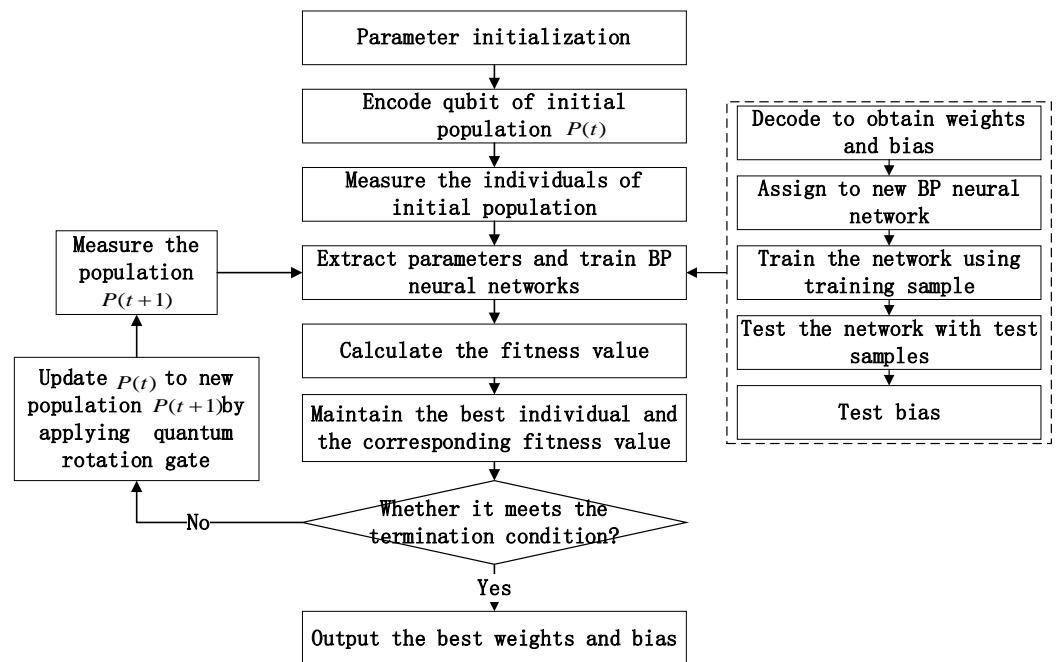 Parameter initialization
Encode qubit of initial
population P(t)
Measure the individuals of
initial population
Extract parameters and train BP
neural networks
Calculate the fitness value
Maintain the best individual and
the corresponding fitness value
Whether it meets the
termination condition?
No
Yes
Output the best weights and bias
Update P(t) to new
population P(t+1)by
applying quantum
rotation gate
Measure the
population
P(t+1)
Decode to obtain weights
and bias
Assign to new BP neural
network
Train the network using
training sample
Test the network with test
samples
Test bias